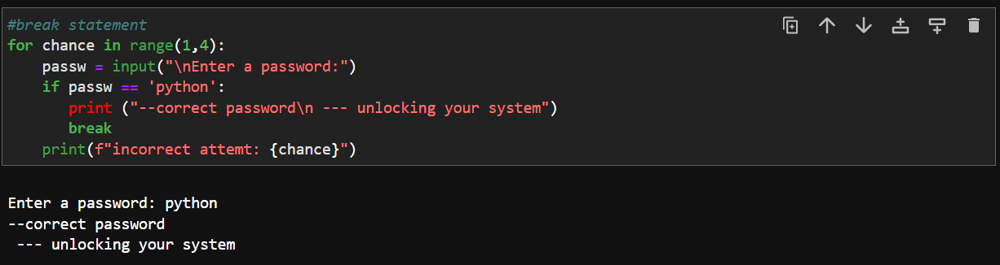 #break statement
for chance in range(1,4):
    passw = input("\nEnter a password:")
    if passw == 'python':
       print ("--correct password\n --- unlocking your system")
       break
    print(f"incorrect attemt: {chance}")
Enter a password: python
--correct password
 --- unlocking your system